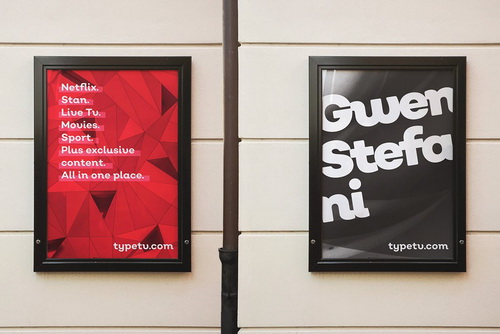 Netflix.
Stan.
Live Tv.
Movies.
Sport.
Plus exclusive
content.
All in one place.
typetv.com
Gwen
Stefa
ni
typetv.com